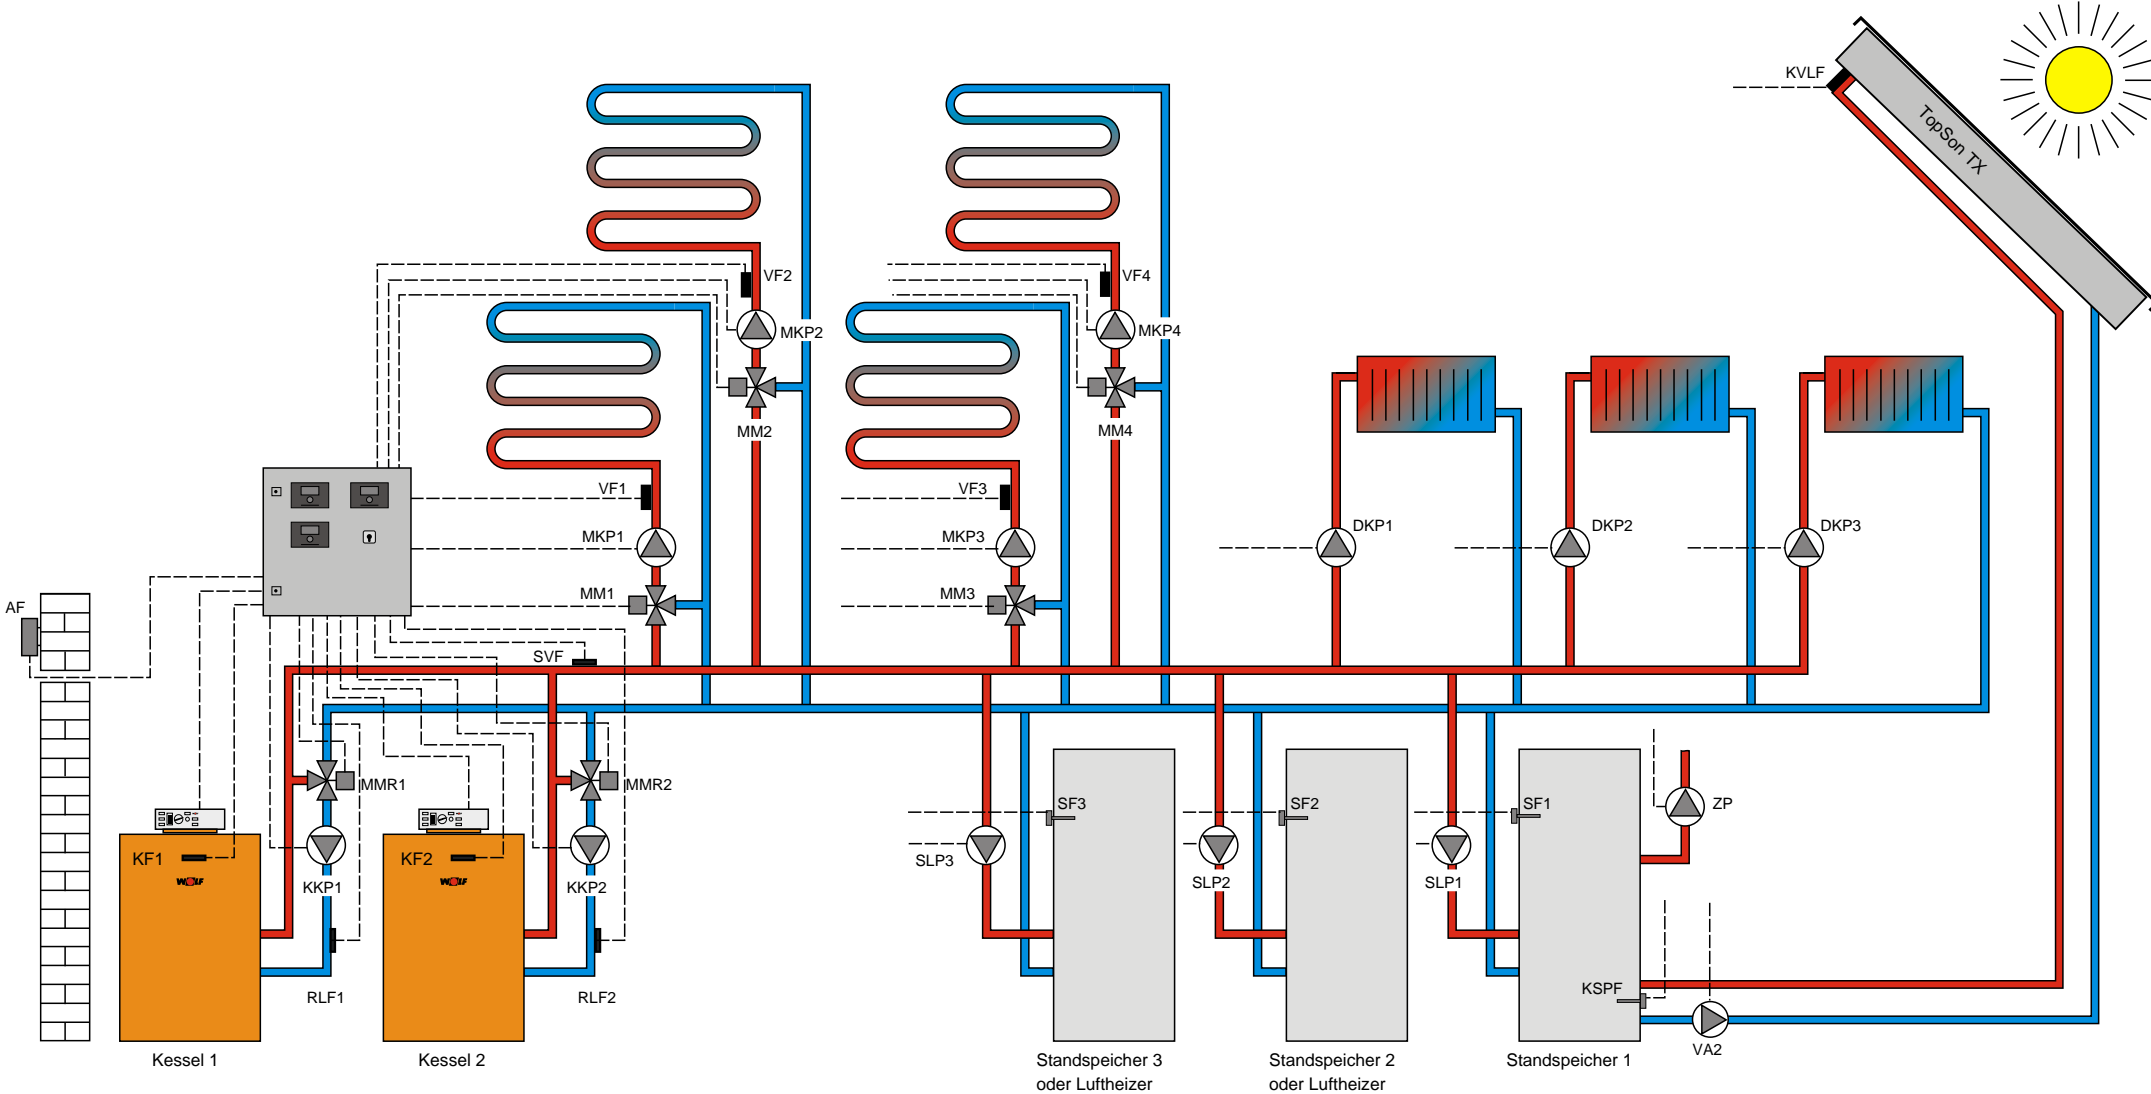 KVLF
TopSon TX
VF2
VF4
MKP2
MKP4
MM2
MM4
VF1
VF3
MKP1
MKP3
DKP1
DKP2
DKP3
MM1
MM3
AF
SVF
MMR1
MMR2
SF3
SF2
SF1
ZP
KF1
KF2
SLP3
SLP2
SLP1
WOLF
WOLF
KKP1
KKP2
RLF1
RLF2
KSPF
VA2
Kessel 1
Kessel 2
Standspeicher 3
oder Luftheizer
Standspeicher 2
oder Luftheizer
Standspeicher 1